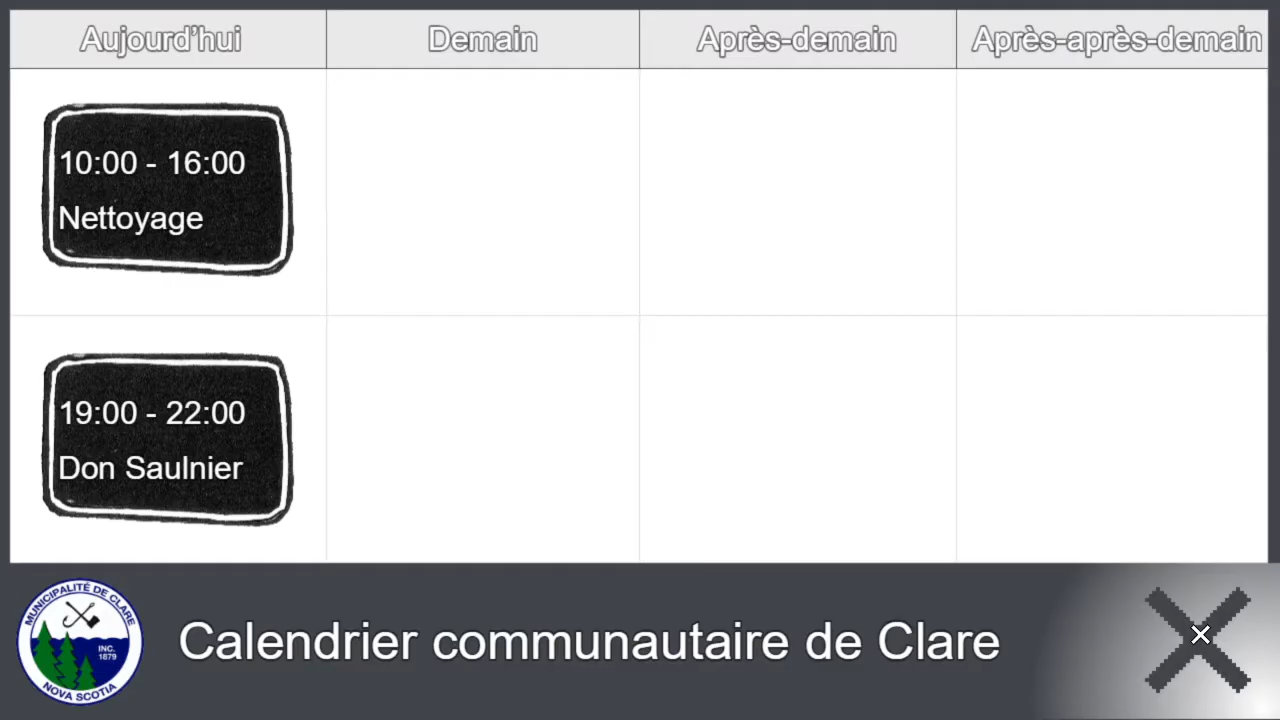 Aujourd'hui Demain Après-demain Après-après-demain
10:00 - 16:00
Nettoyage
19:00 - 22:00
Don Saulnier
MUNICIPALITÉ DE CLARE
INC.
1879
NOVA SCOTIA
Calendrier communautaire de Clare